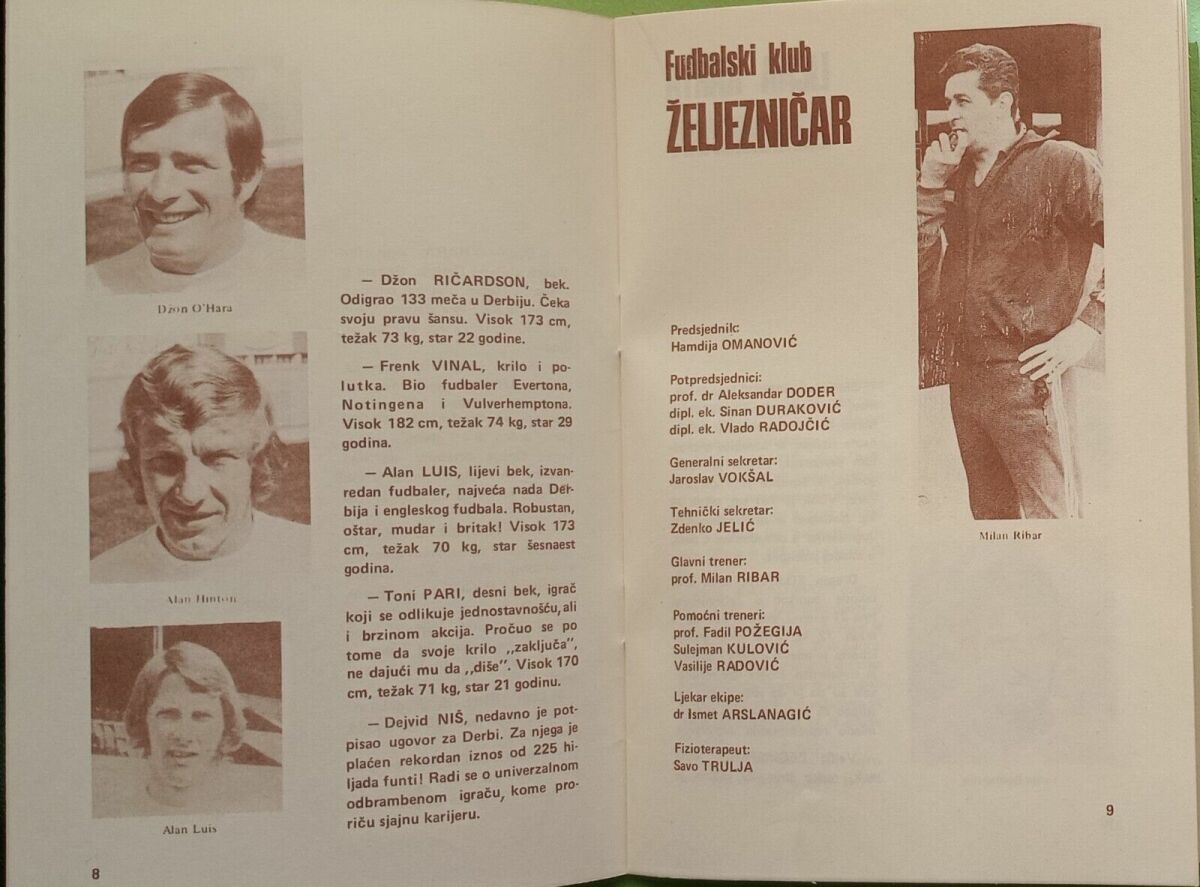 Džon O'Hara
Alan Hinton
Alan Luis
— Džon RIČARDSON, bek.
Odigrao 133 meča u Derbiju. Čeka
svoju pravu šansu. Visok 173 cm,
težak 73 kg, star 22 godine.
— Frenk VINAL, krilo i po-
lutka. Bio fudbaler Evertona,
Notingena i Vulverhemptona.
Visok 182 cm, težak 74 kg, star 29
godina.
— Alan LUIS, lijevi bek, izvan-
redan fudbaler, najveća nada Der-
bija i engleskog fudbala. Robustan,
oštar, mudar i britak! Visok 173
cm, težak 70 kg, star šesnaest
godina.
— Toni PARI, desni bek, igrač
koji se odlikuje jednostavnošću, ali
i brzinom akcija. Pročuo se po
tome da svoje krilo „zaključa",
ne dajući mu da „diše". Visok 170
cm, težak 71 kg, star 21 godinu.
— Dejvid NIŠ, nedavno je pot-
pisao ugovor za Derbi. Za njega je
plaćen rekordan iznos od 225 hi-
ljada funti! Radi se o univerzalnom
odbrambenom igraču, kome pro-
riču sjajnu karijeru.
8
Fudbalski klub
ŽELJEZNIČAR
Predsjednik:
Hamdija OMANOVIĆ
Potpredsjednici:
prof. dr Aleksandar DODER
dipl. ek. Sinan DURAKOVIĆ
dipl. ek. Vlado RADOJČIĆ
Generalni sekretar:
Jaroslav VOKŠAL
Tehnički sekretar:
Zdenko JELIĆ
Glavni trener:
prof. Milan RIBAR
Pomoćni treneri:
prof. Fadil POŽEGIJA
Sulejman KULOVIĆ
Vasilije RADOVIĆ
Ljekar ekipe:
dr Ismet ARSLANAGIĆ
Fizioterapeut:
Savo TRULJA
Milan Ribar
9